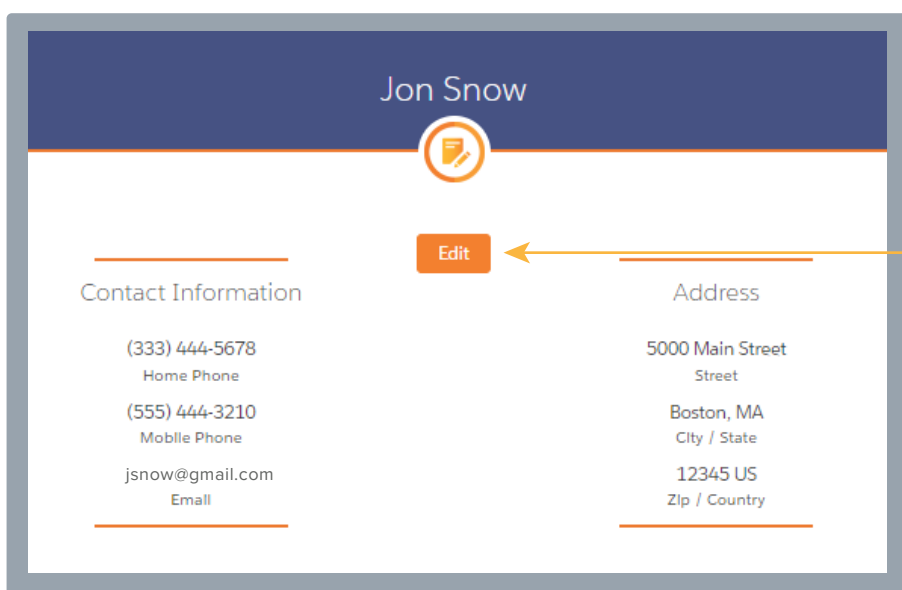 Jon Snow
Edit
Contact Information
(333) 444-5678
Home Phone
(555) 444-3210
Mobile Phone
jsnow@gmail.com
Email
Address
5000 Main Street
Street
Boston, MA
City / State
12345 US
Zip / Country